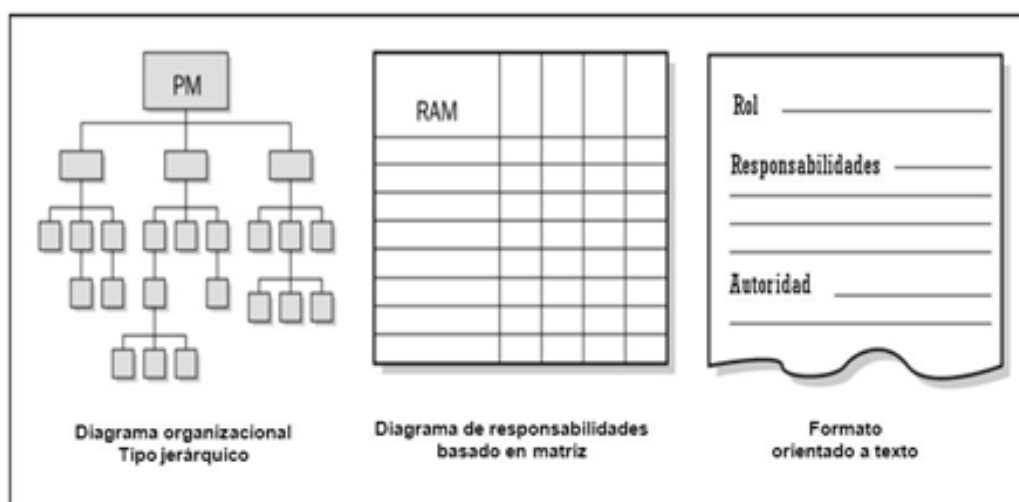 PM
RAM
Rol
Responsabilidades
Autoridad
Diagrama organizacional
Tipo jerárquico
Diagrama de responsabilidades
basado en matriz
Formato
orientado a texto